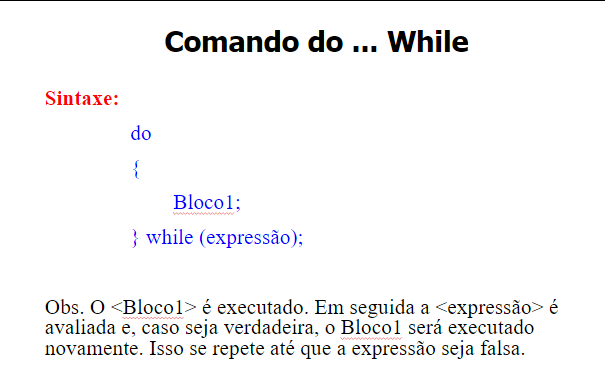 Comando do ... While
Sintaxe:
do
{
Bloco1;
} while (expressão);
Obs. O <Bloco1> é executado. Em seguida a <expressão> é
avaliada e, caso seja verdadeira, o Bloco1 será executado
novamente. Isso se repete até que a expressão seja falsa.